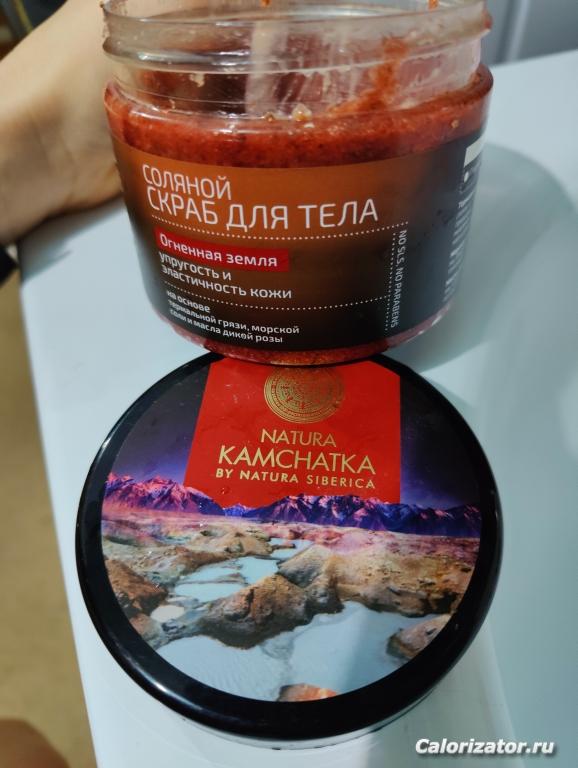 СОЛЯНОЙ
СКРАБ ДЛЯ ТЕЛА
Огненная земля
упругость и
эластичность кожи
на основе
термальной грязи, морской
соли и масла дикой розы
NO SLS, NO PARABENS
NATURA
KAMCHATKA
BY NATURA SIBERICA
Calorizator.ru